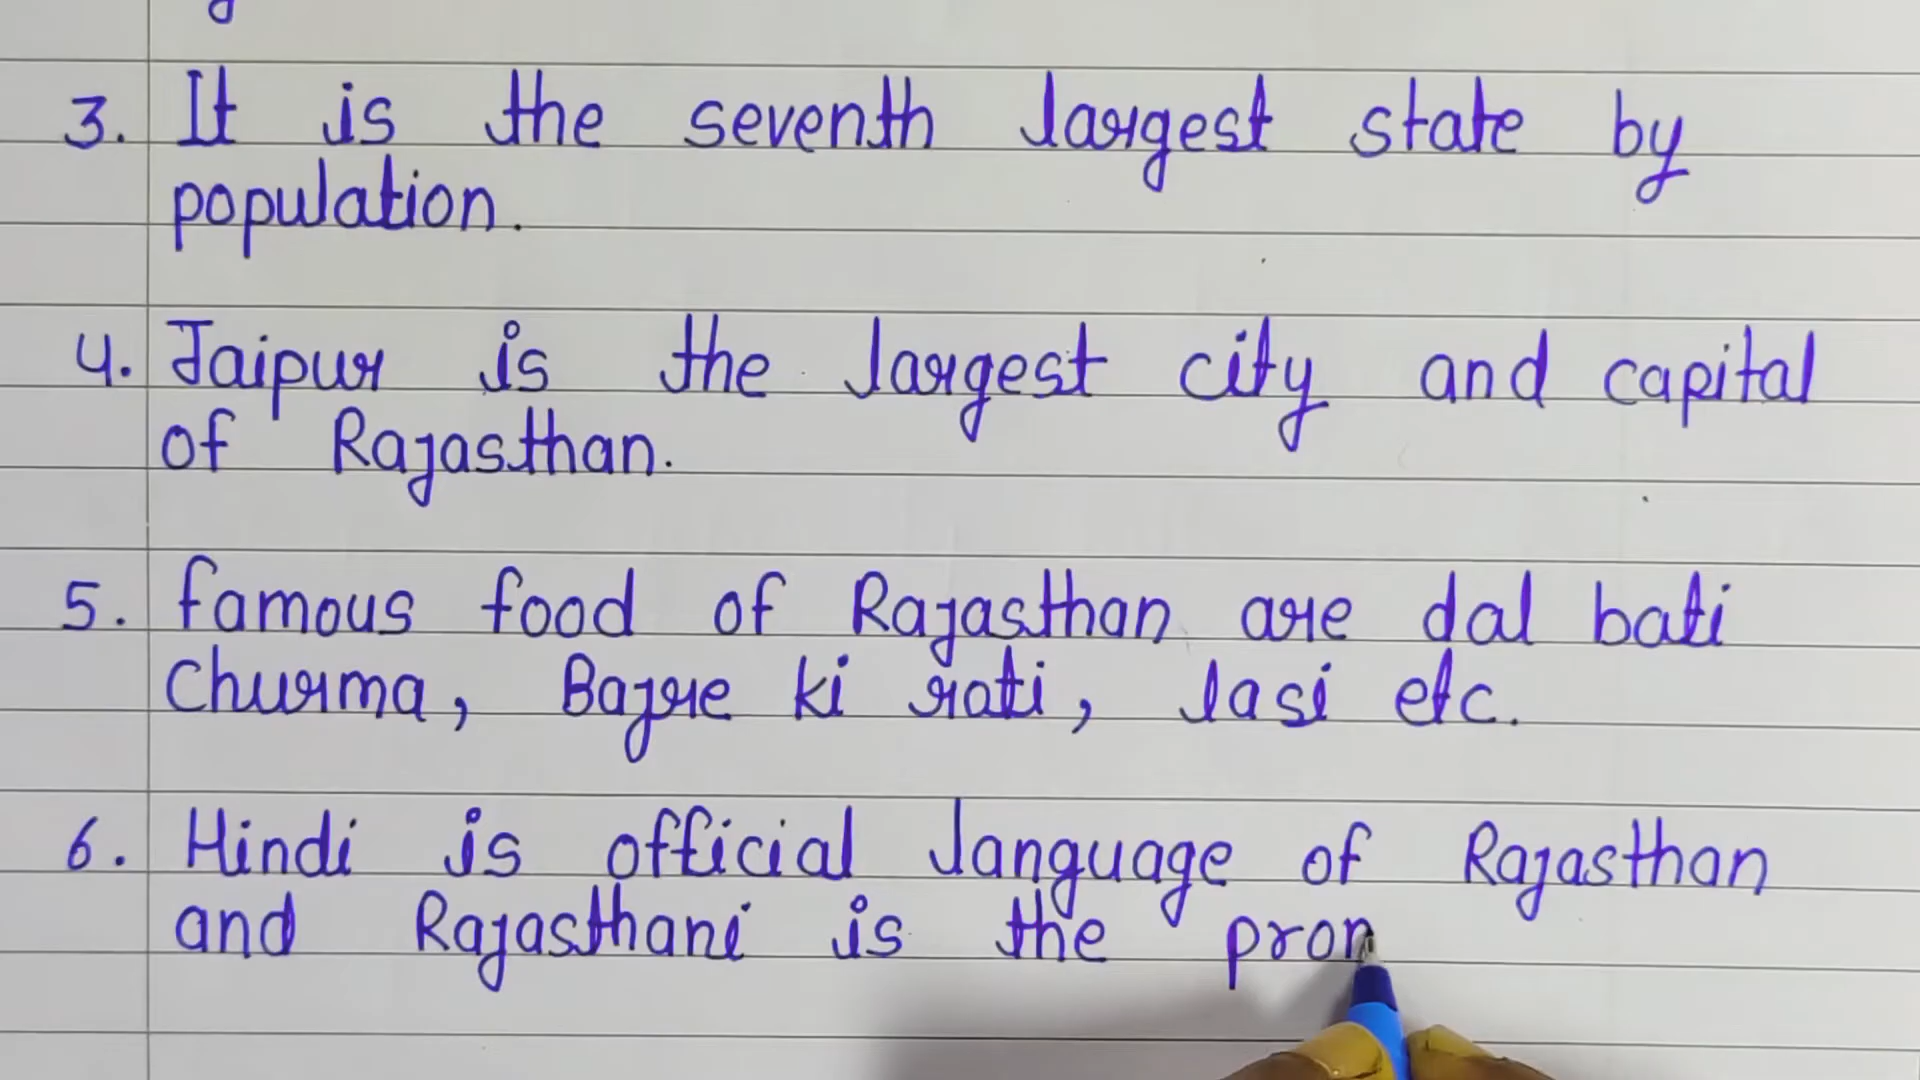 3. It is the seventh largest state by
population.
4. Jaipur is the largest city and capital
of Rajasthan.
5. famous food of Rajasthan are dal bati
Churma, Bajre ki roti, lasi etc.
6. Hindi is official language of Rajasthan
and Rajasthani is the pron